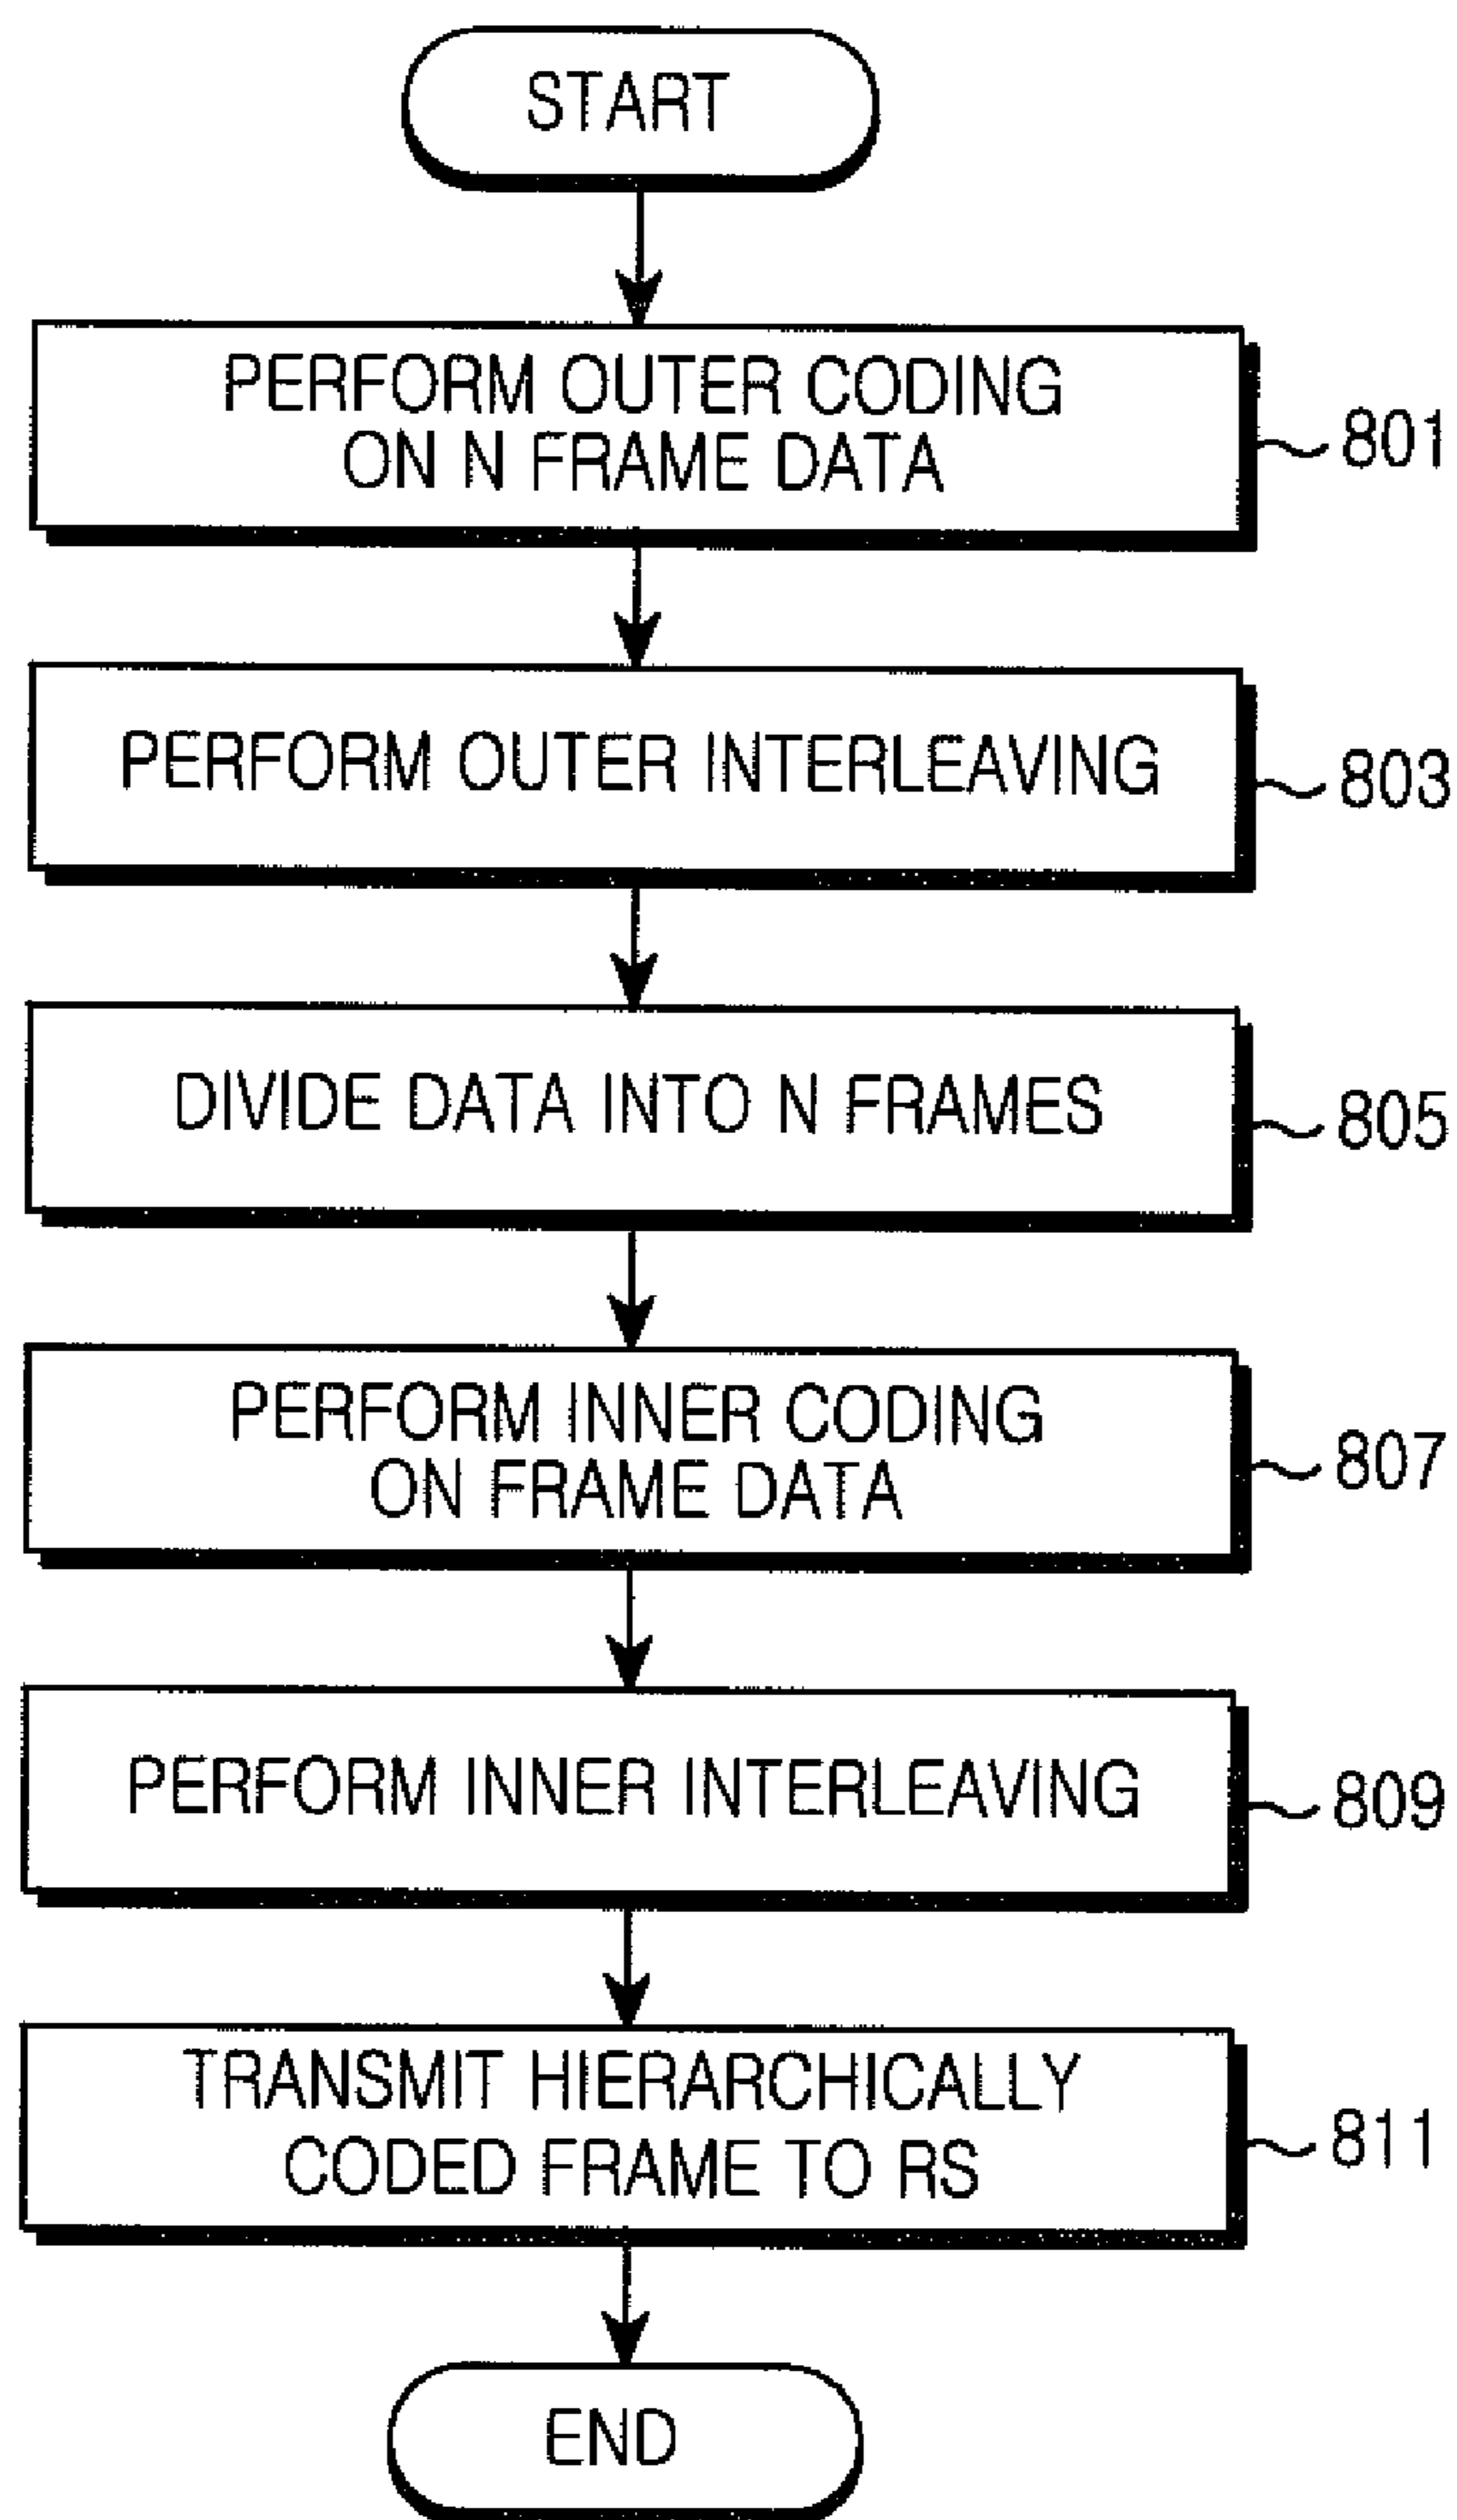 START
PERFORM OUTER CODING
ON N FRAME DATA
801
PERFORM OUTER INTERLEAVING
803
DIVIDE DATA INTO N FRAMES
805
PERFORM INNER CODING
ON FRAME DATA
807
PERFORM INNER INTERLEAVING
809
TRANSMIT HIERARCHICALLY
CODED FRAME TO RS
811
END